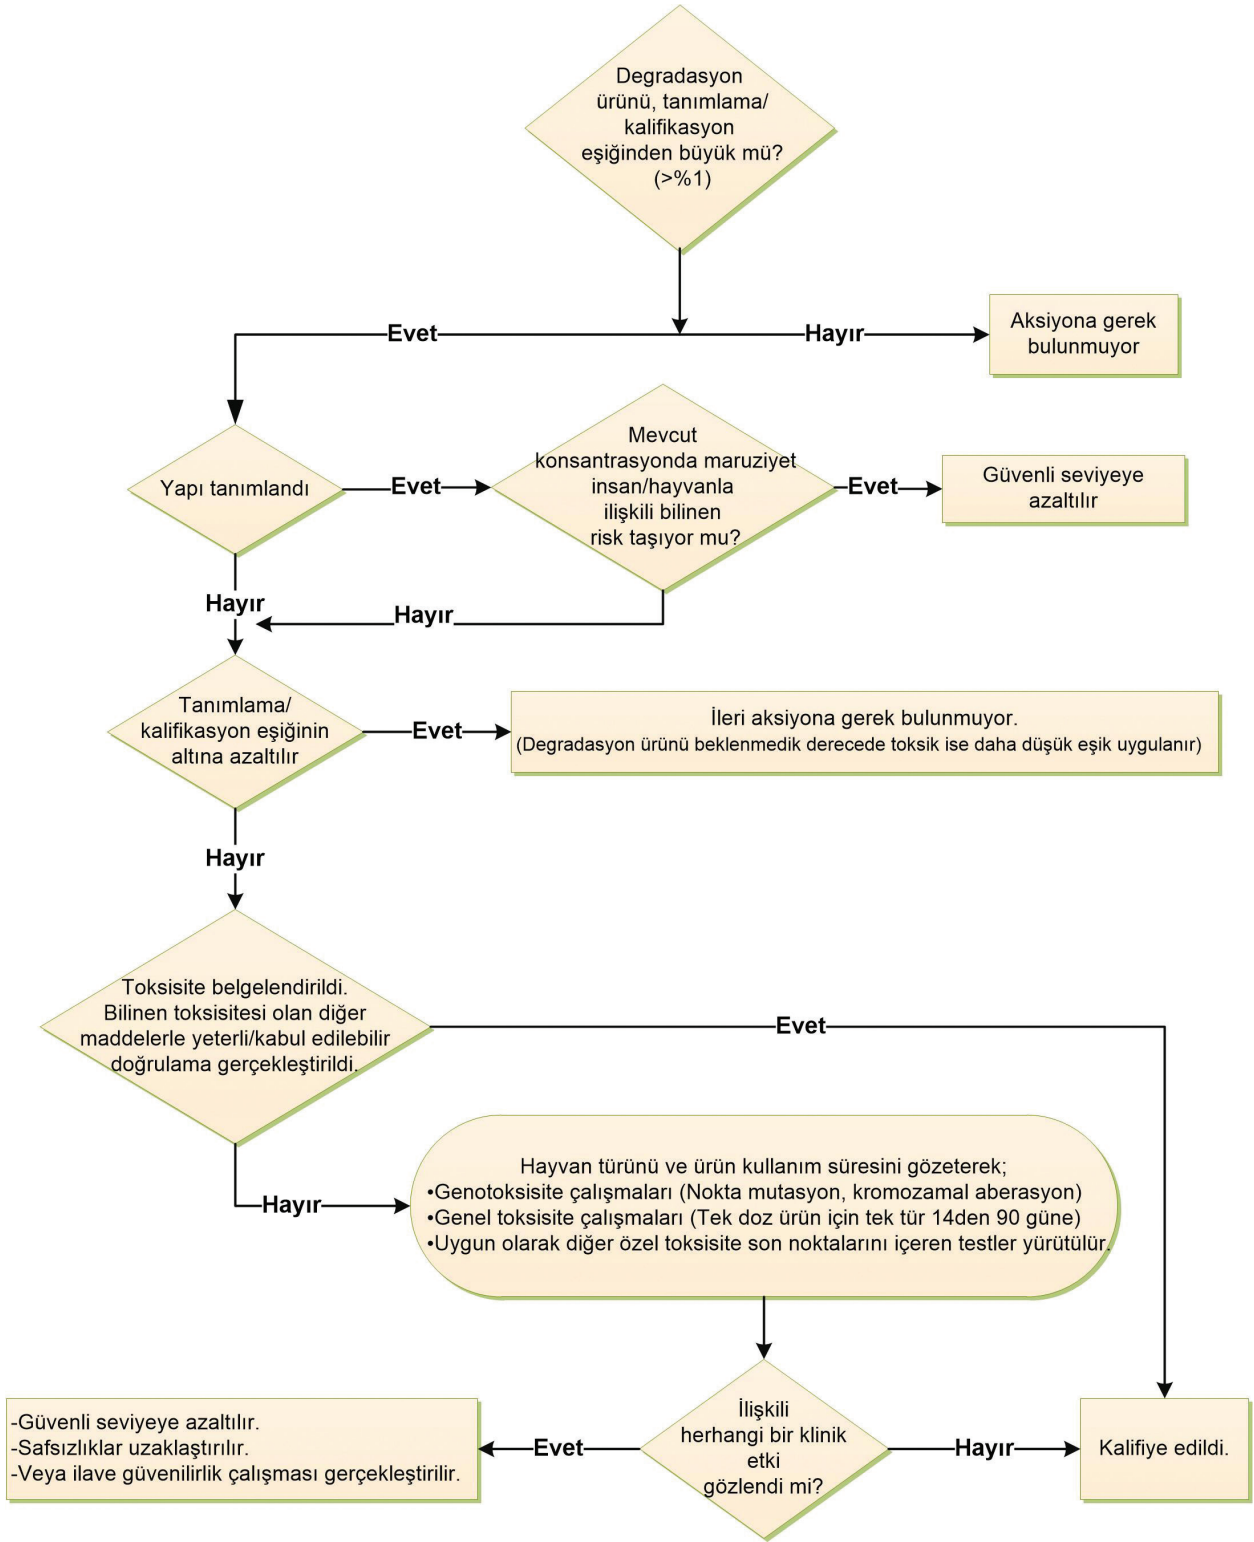 Degradasyon
ürünü, tanımlama/
kalifikasyon
eşiğinden büyük mü?
(>%1)
Evet
Hayır
Aksiyona gerek
bulunmuyor
Yapı tanımlandı
Evet
Mevcut
konsantrasyonda maruziyet
insan/hayvanla
ilişkili bilinen
risk taşıyor mu?
Evet
Güvenli seviyeye
azaltılır
Hayır
Hayır
Tanımlama/
kalifikasyon eşiğinin
altına azaltılır
Evet
İleri aksiyona gerek bulunmuyor.
(Degradasyon ürünü beklenmedik derecede toksik ise daha düşük eşik uygulanır)
Hayır
Toksisite belgelendirildi.
Bilinen toksisitesi olan diğer
maddelerle yeterli/kabul edilebilir
doğrulama gerçekleştirildi.
Evet
Hayır
Hayvan türünü ve ürün kullanım süresini gözeterek;
•Genotoksisite çalışmaları (Nokta mutasyon, kromozamal aberasyon)
•Genel toksisite çalışmaları (Tek doz ürün için tek tür 14den 90 güne)
•Uygun olarak diğer özel toksisite son noktalarını içeren testler yürütülür.
İlişkili
herhangi bir klinik
etki
gözlendi mi?
Evet
-Güvenli seviyeye azaltılır.
-Safsızlıklar uzaklaştırılır.
-Veya ilave güvenilirlik çalışması gerçekleştirilir.
Hayır
Kalifiye edildi.